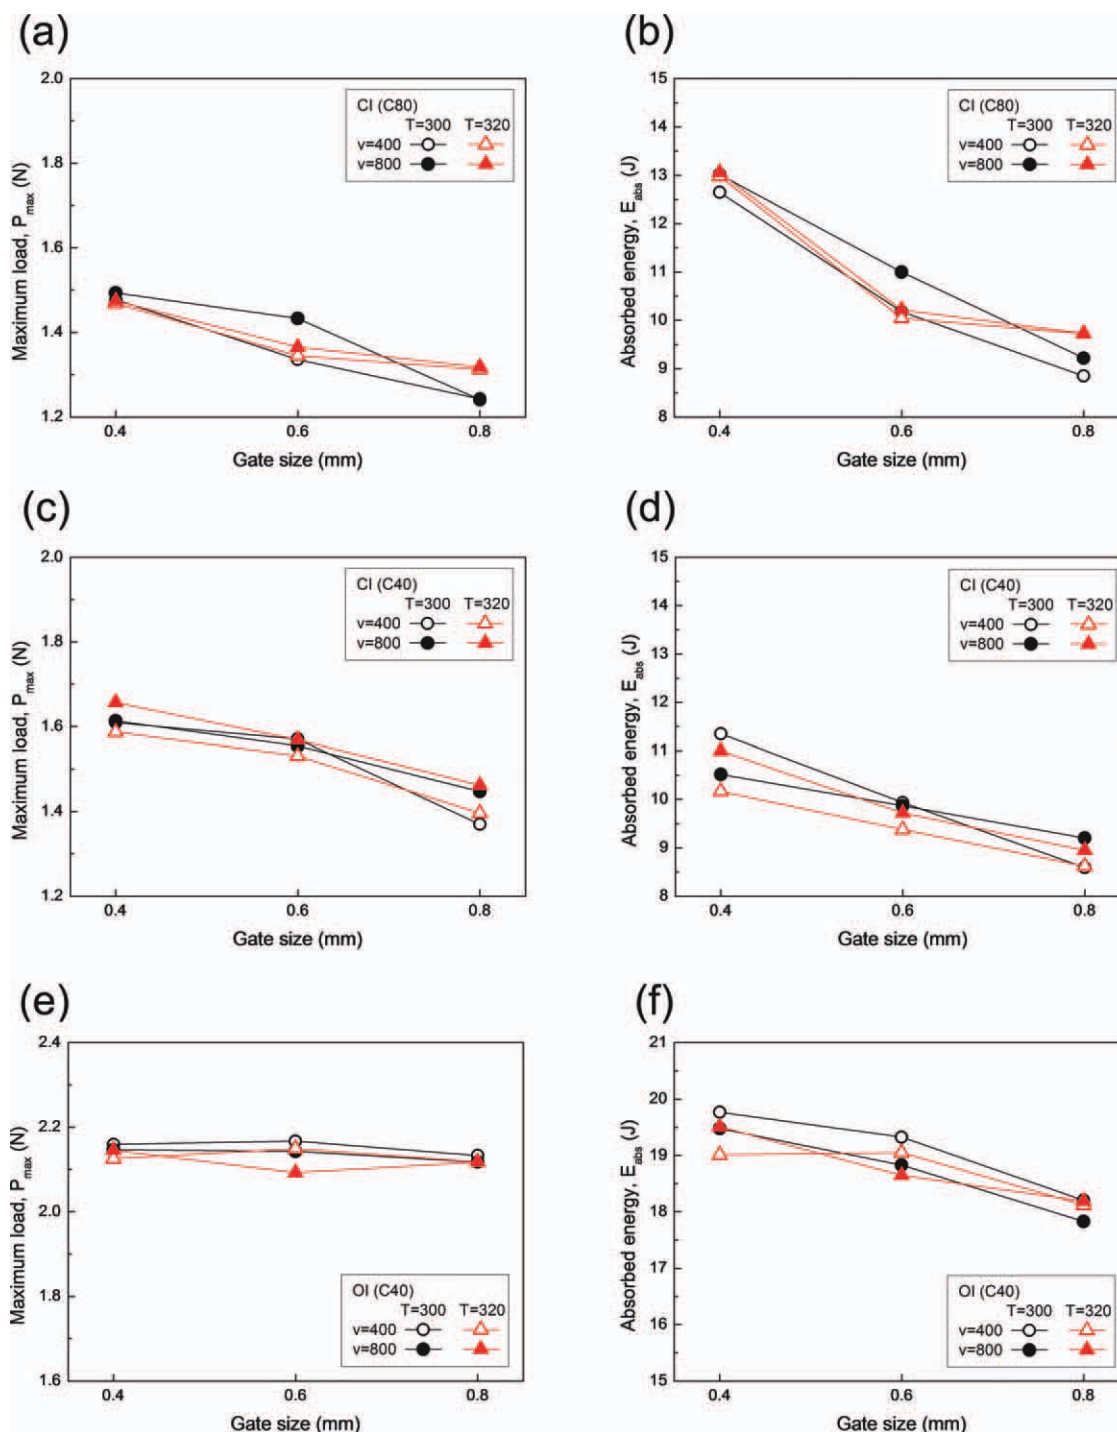 (a)
2.0
1.8
1.6
1.4
1.2
Maximum load, Pmax (N)
CI (C80)
T=300 T=320
v=400
v=800
0.4 0.6 0.8
Gate size (mm)
(b)
15
14
13
12
11
10
9
8
Absorbed energy, Eabs (J)
CI (C80)
T=300 T=320
v=400
v=800
0.4 0.6 0.8
Gate size (mm)
(c)
2.0
1.8
1.6
1.4
1.2
Maximum load, Pmax (N)
CI (C40)
T=300 T=320
v=400
v=800
0.4 0.6 0.8
Gate size (mm)
(d)
15
14
13
12
11
10
9
8
Absorbed energy, Eabs (J)
CI (C40)
T=300 T=320
v=400
v=800
0.4 0.6 0.8
Gate size (mm)
(e)
2.4
2.2
2.0
1.8
1.6
Maximum load, Pmax (N)
OI (C40)
T=300 T=320
v=400
v=800
0.4 0.6 0.8
Gate size (mm)
(f)
21
20
19
18
17
16
15
Absorbed energy, Eabs (J)
OI (C40)
T=300 T=320
v=400
v=800
0.4 0.6 0.8
Gate size (mm)